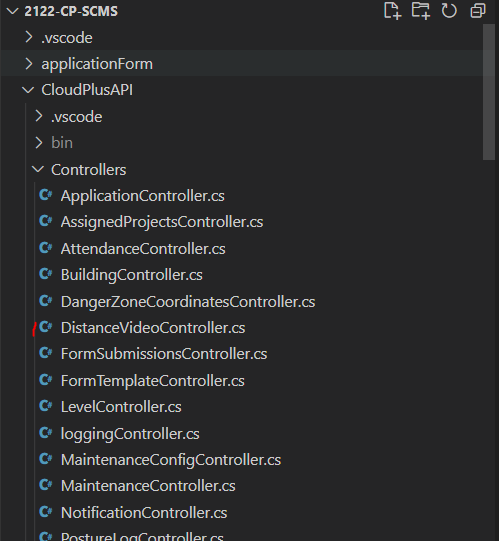 2122-CP-SCMS
.vscode
applicationForm
CloudPlusAPI
.vscode
bin
Controllers
C# ApplicationController.cs
C# AssignedProjectsController.cs
C# AttendanceController.cs
C# BuildingController.cs
C# DangerZoneCoordinatesController.cs
C# DistanceVideoController.cs
C# FormSubmissionsController.cs
C# FormTemplateController.cs
C# LevelController.cs
C# loggingController.cs
C# MaintenanceConfigController.cs
C# MaintenanceController.cs
C# NotificationController.cs
C# PostureLogController.cs